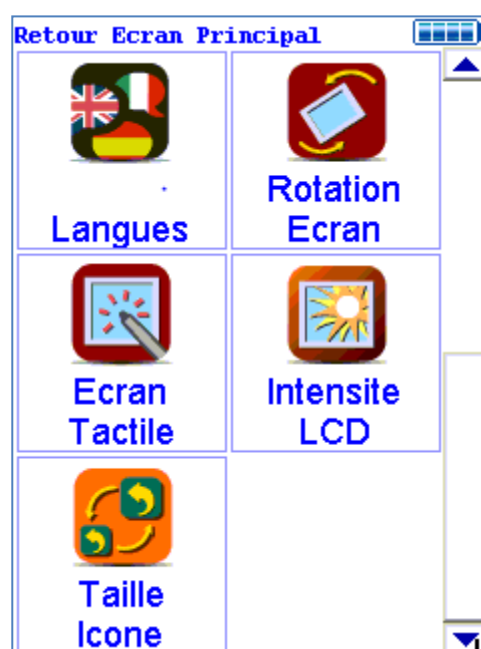 Retour Ecran Principal
Langues
Rotation
Ecran
Ecran
Tactile
Intensite
LCD
Taille
Icone